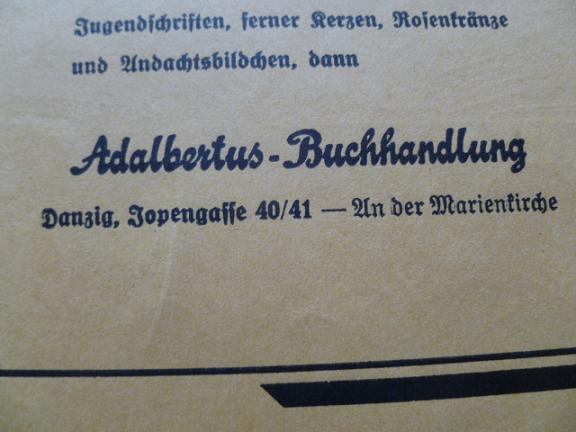 Jugendschriften, ferner Kerzen, Rosenkränze
und Andachtsbildchen, dann
Adalbertus-Buchhandlung
Danzig, Jopengasse 40/41 — An der Marienkirche